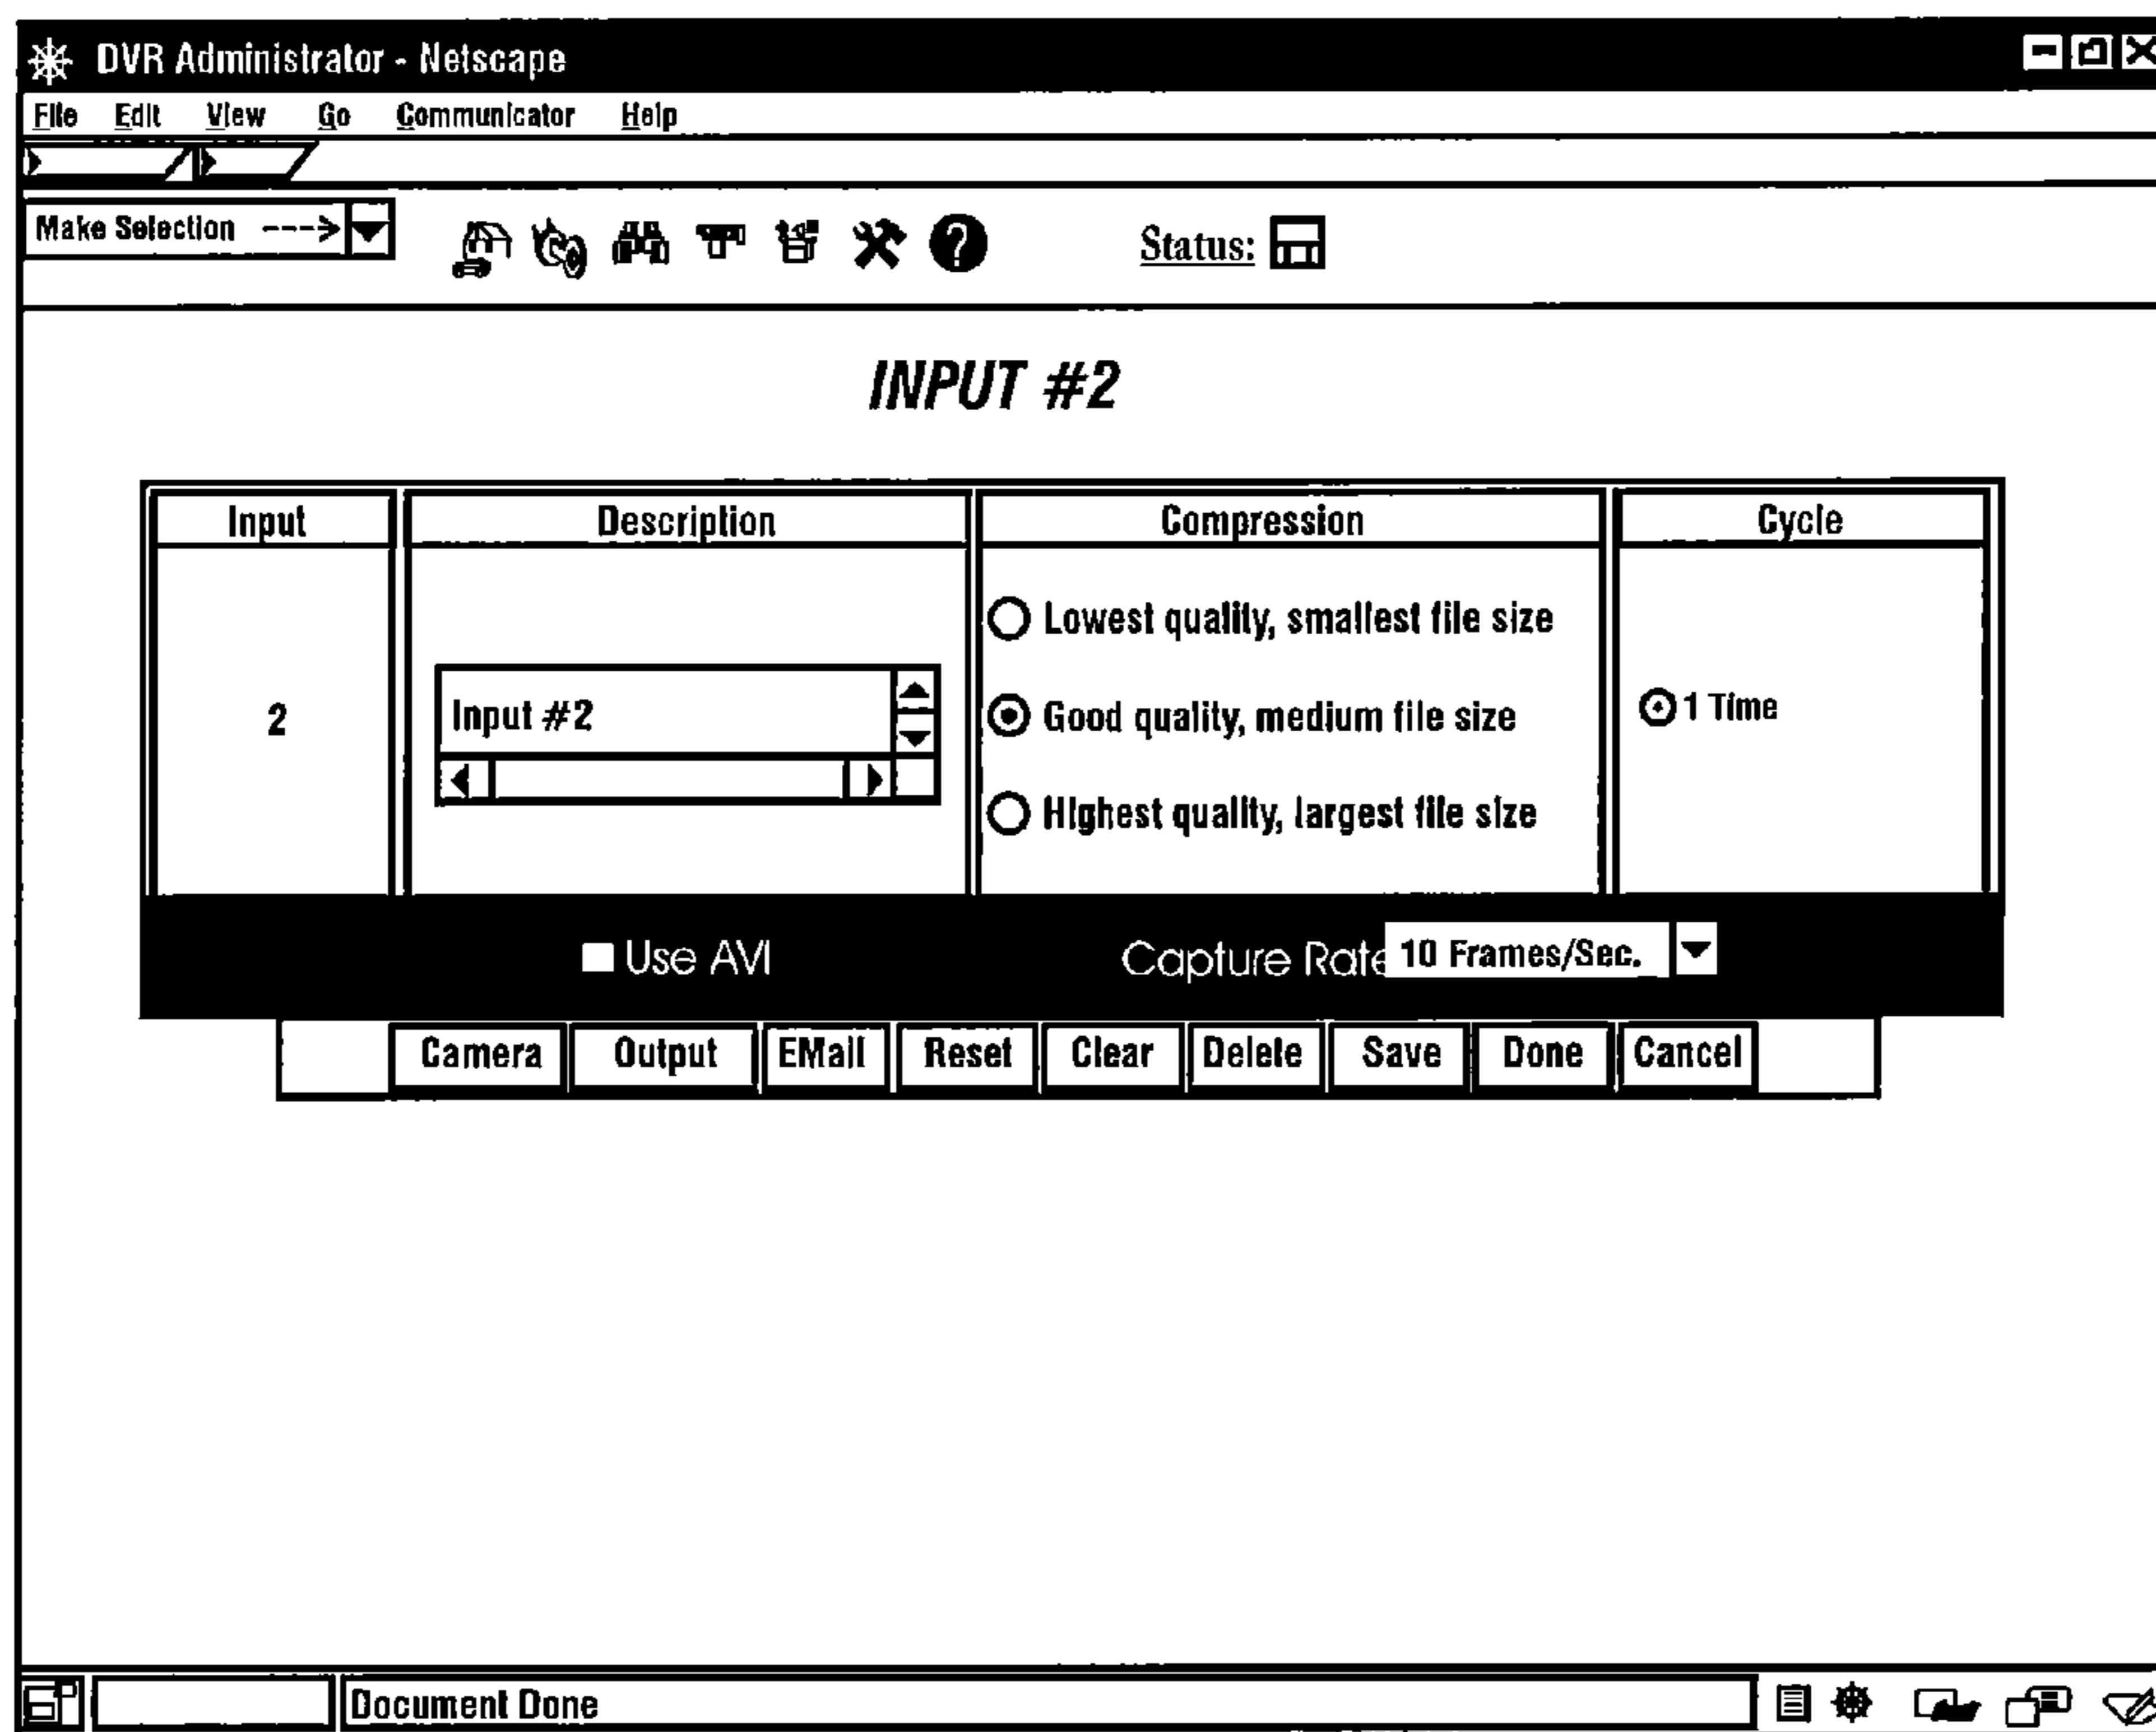 DVR Administrator - Netscape
File Edit View Go Communicator Help
Make Selection ---> Status:
INPUT #2
Input Description Compression Cycle
Lowest quality, smallest file size
2 Input #2 Good quality, medium file size 1 Time
Highest quality, largest file size
Use AVI Capture Rate 10 Frames/Sec.
Camera Output EMail Reset Clear Delete Save Done Cancel
Document Done